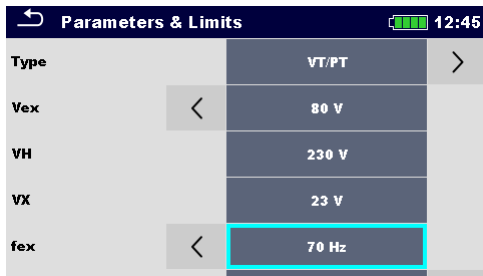 Parameters & Limits 12:45
Type VT/PT
Vex 80 V
VH 230 V
VX 23 V
fex 70 Hz